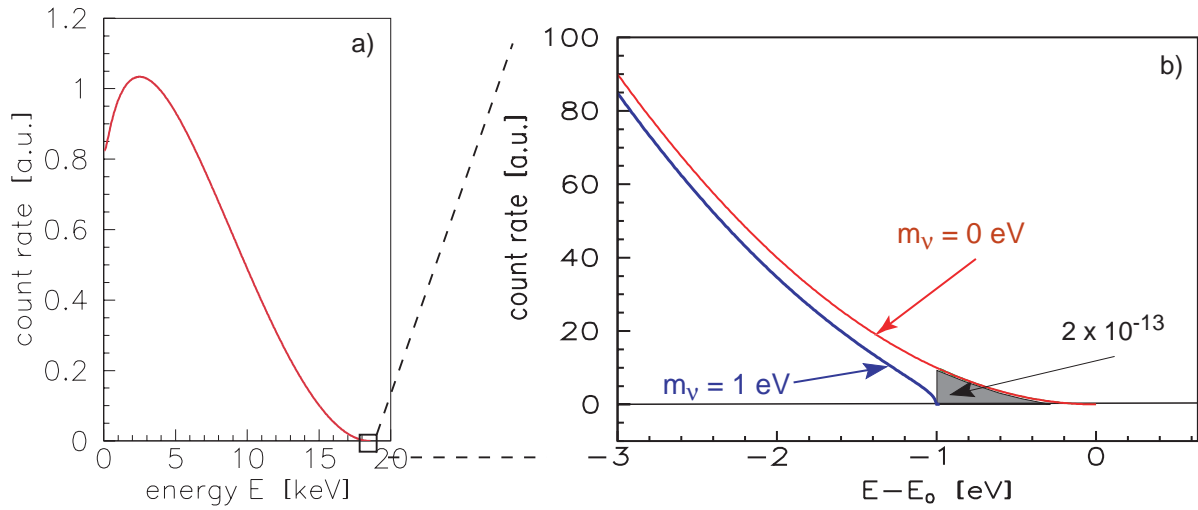 a)
count rate [a.u.]
1.2
1
0.8
0.6
0.4
0.2
0
0 5 10 15 20
energy E [keV]
b)
count rate [a.u.]
100
80
60
40
20
0
mν = 0 eV
2 x 10⁻¹³
mν = 1 eV
−3 −2 −1 0
E−E₀ [eV]